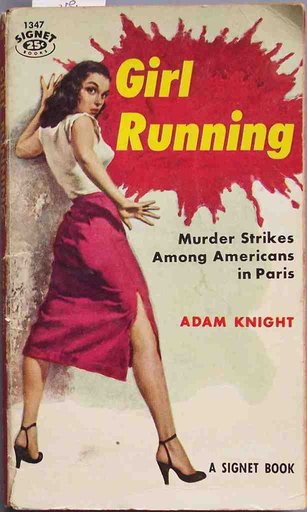 1347
SIGNET
25¢
BOOKS
Girl
Running
Murder Strikes
Among Americans
in Paris
ADAM KNIGHT
A SIGNET BOOK